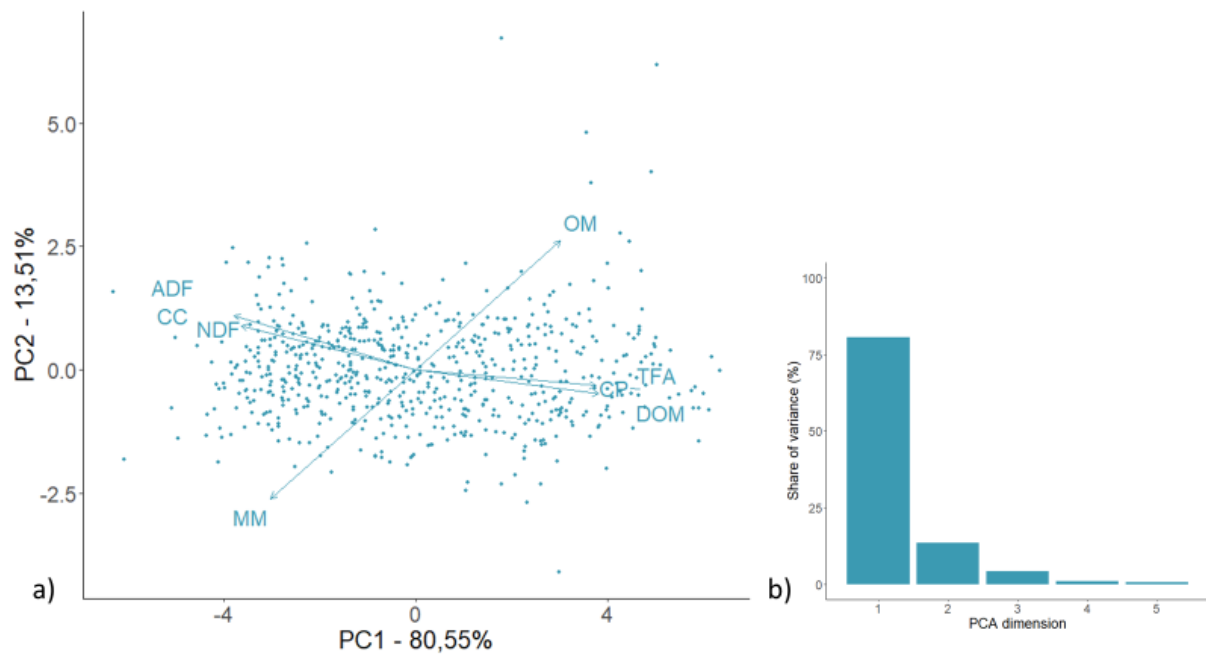 5.0
2.5
0.0
-2.5
PC2 - 13,51%
OM
ADF
CC
NDF
TFA
CP
DOM
MM
-4
0
4
PC1 - 80,55%
a)
100
75
50
25
0
Share of variance (%)
1
2
3
4
5
PCA dimension
b)